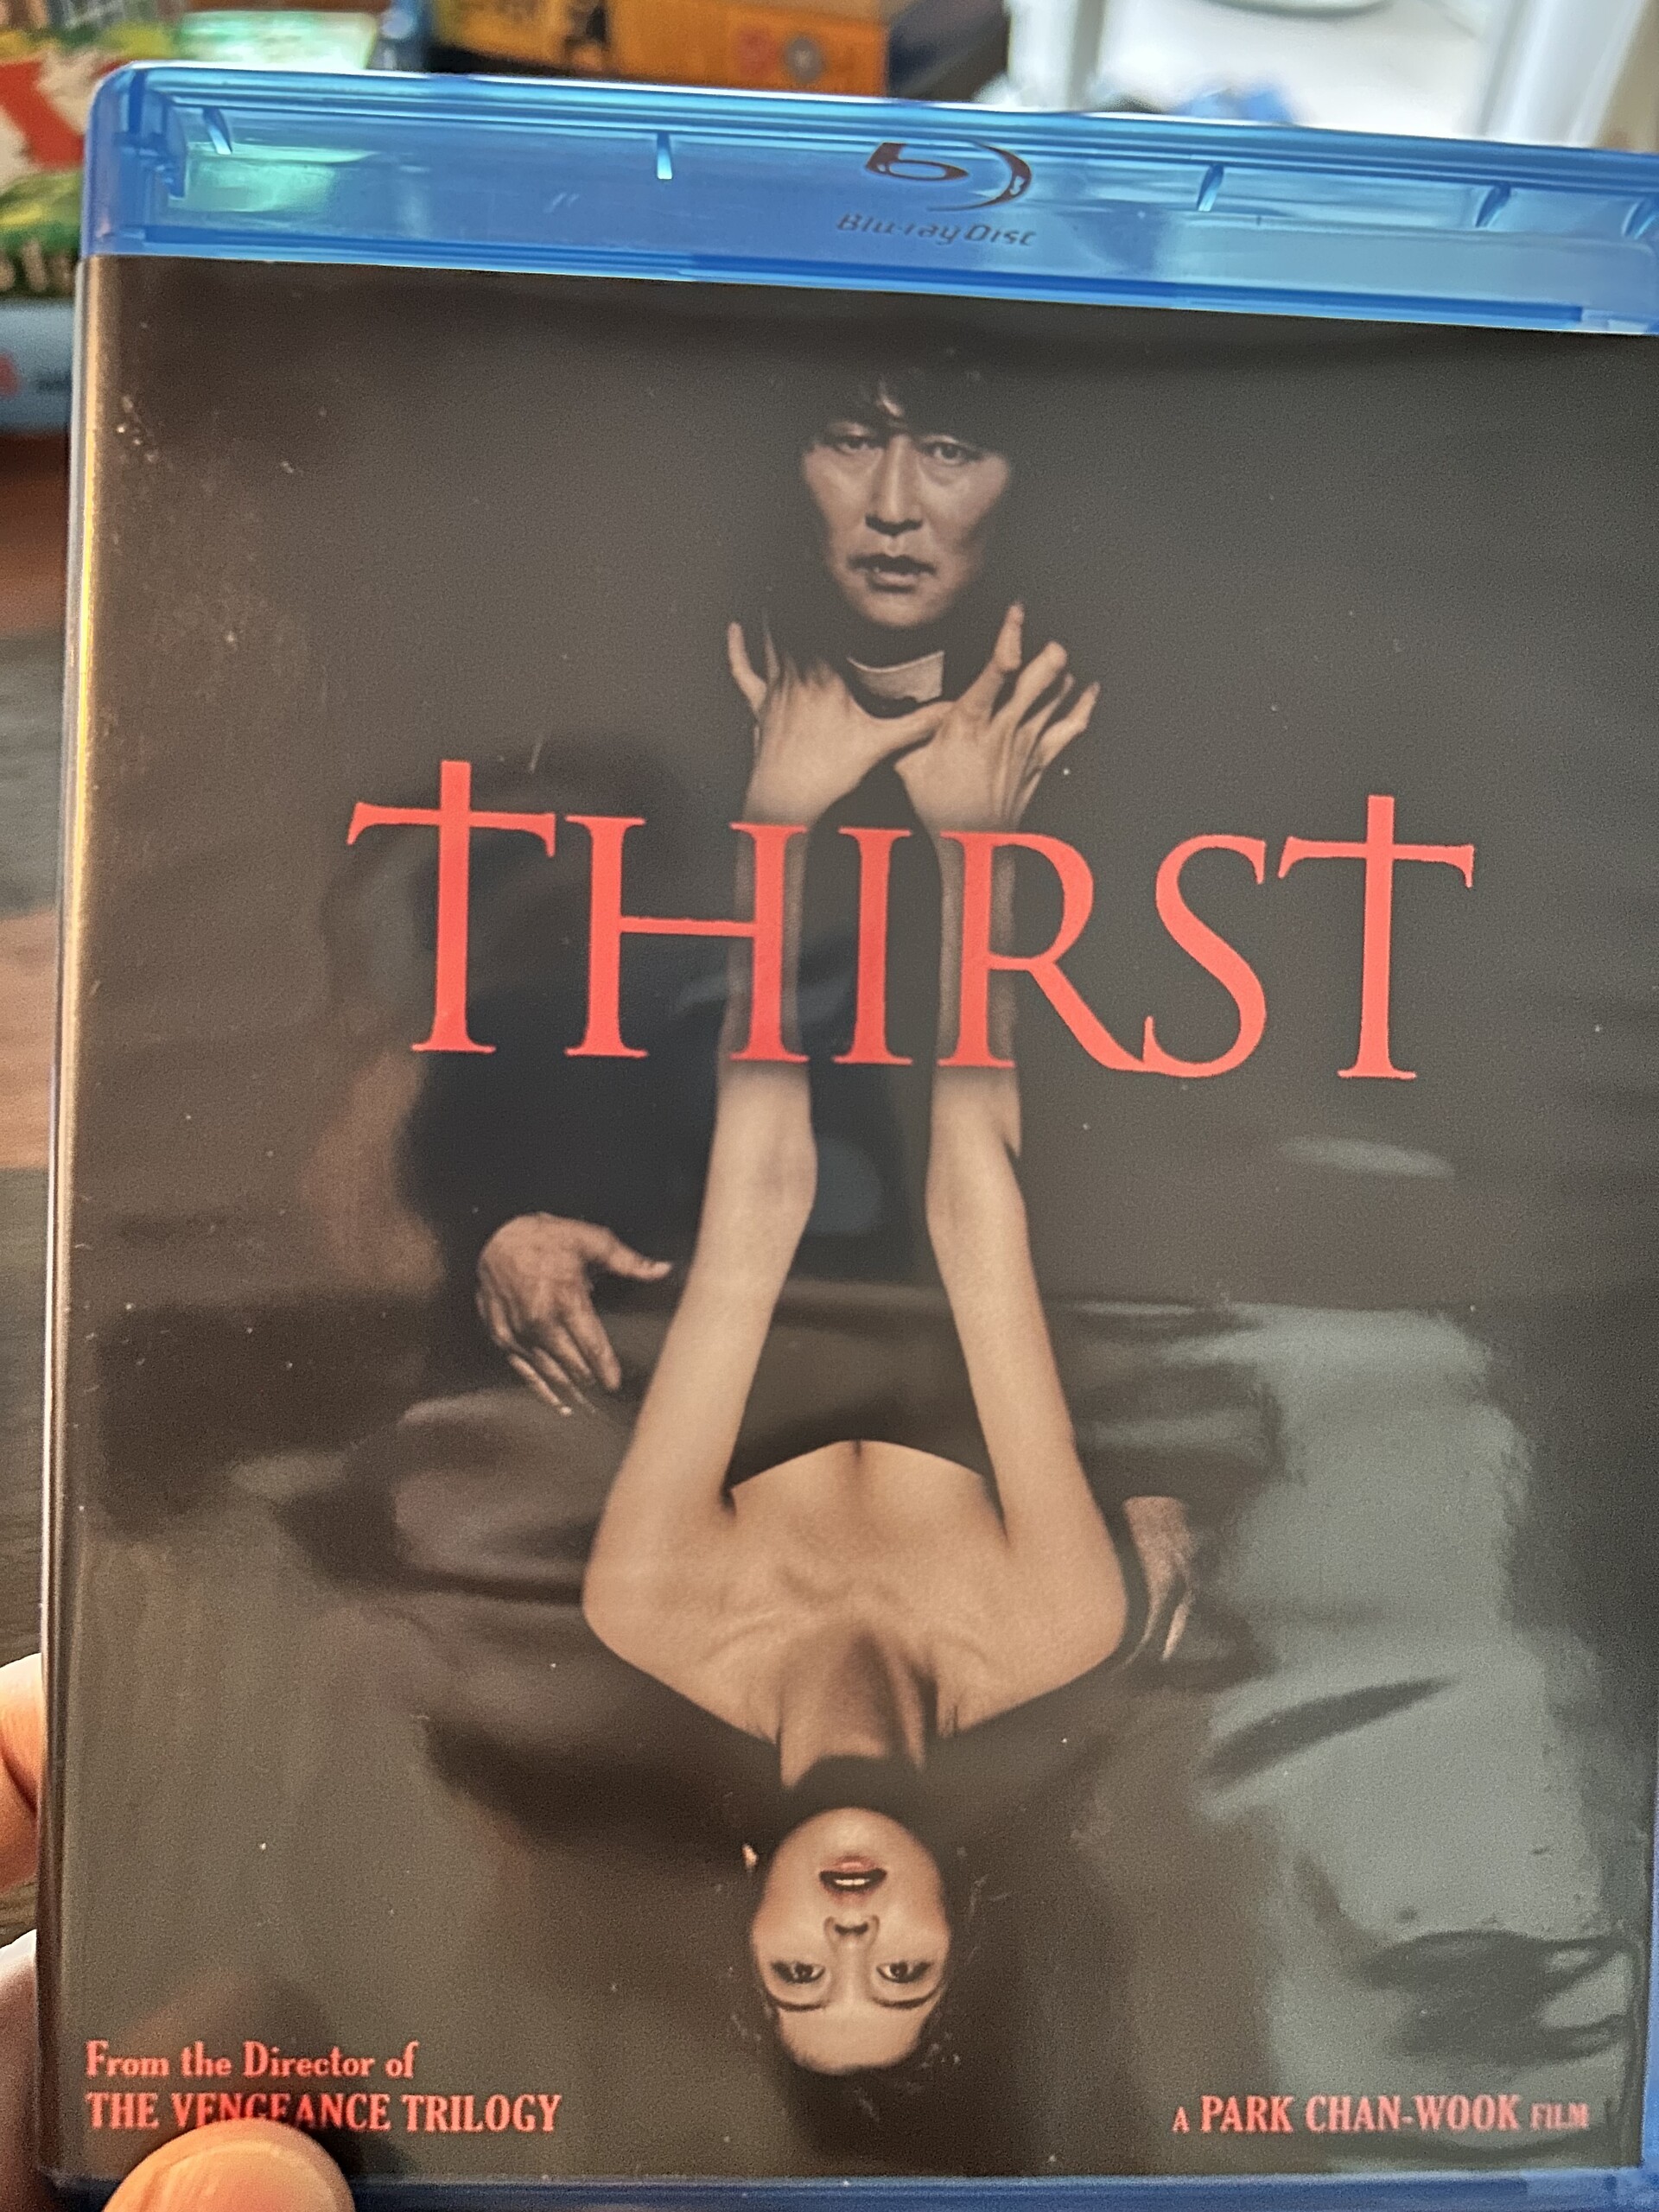 Blu-ray Disc
THIRST
From the Director of
THE VENGEANCE TRILOGY
A PARK CHAN-WOOK FILM